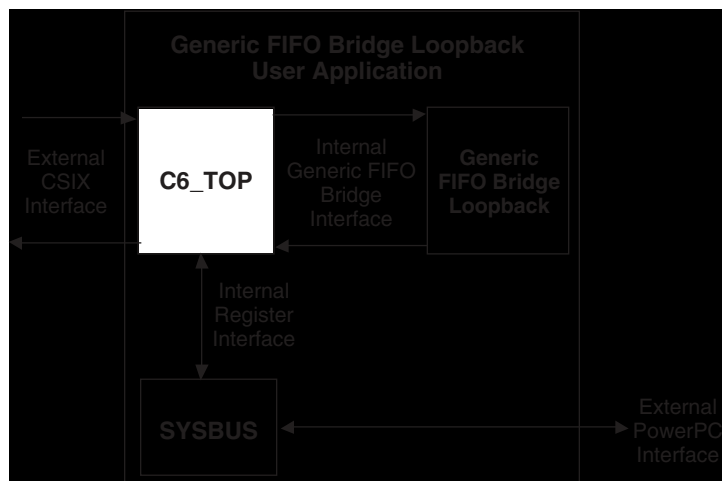 Generic FIFO Bridge Loopback
User Application
External
CSIX
Interface
C6_TOP
Internal
Generic FIFO
Bridge
Interface
Generic
FIFO Bridge
Loopback
Internal
Register
Interface
SYSBUS
External
PowerPC
Interface